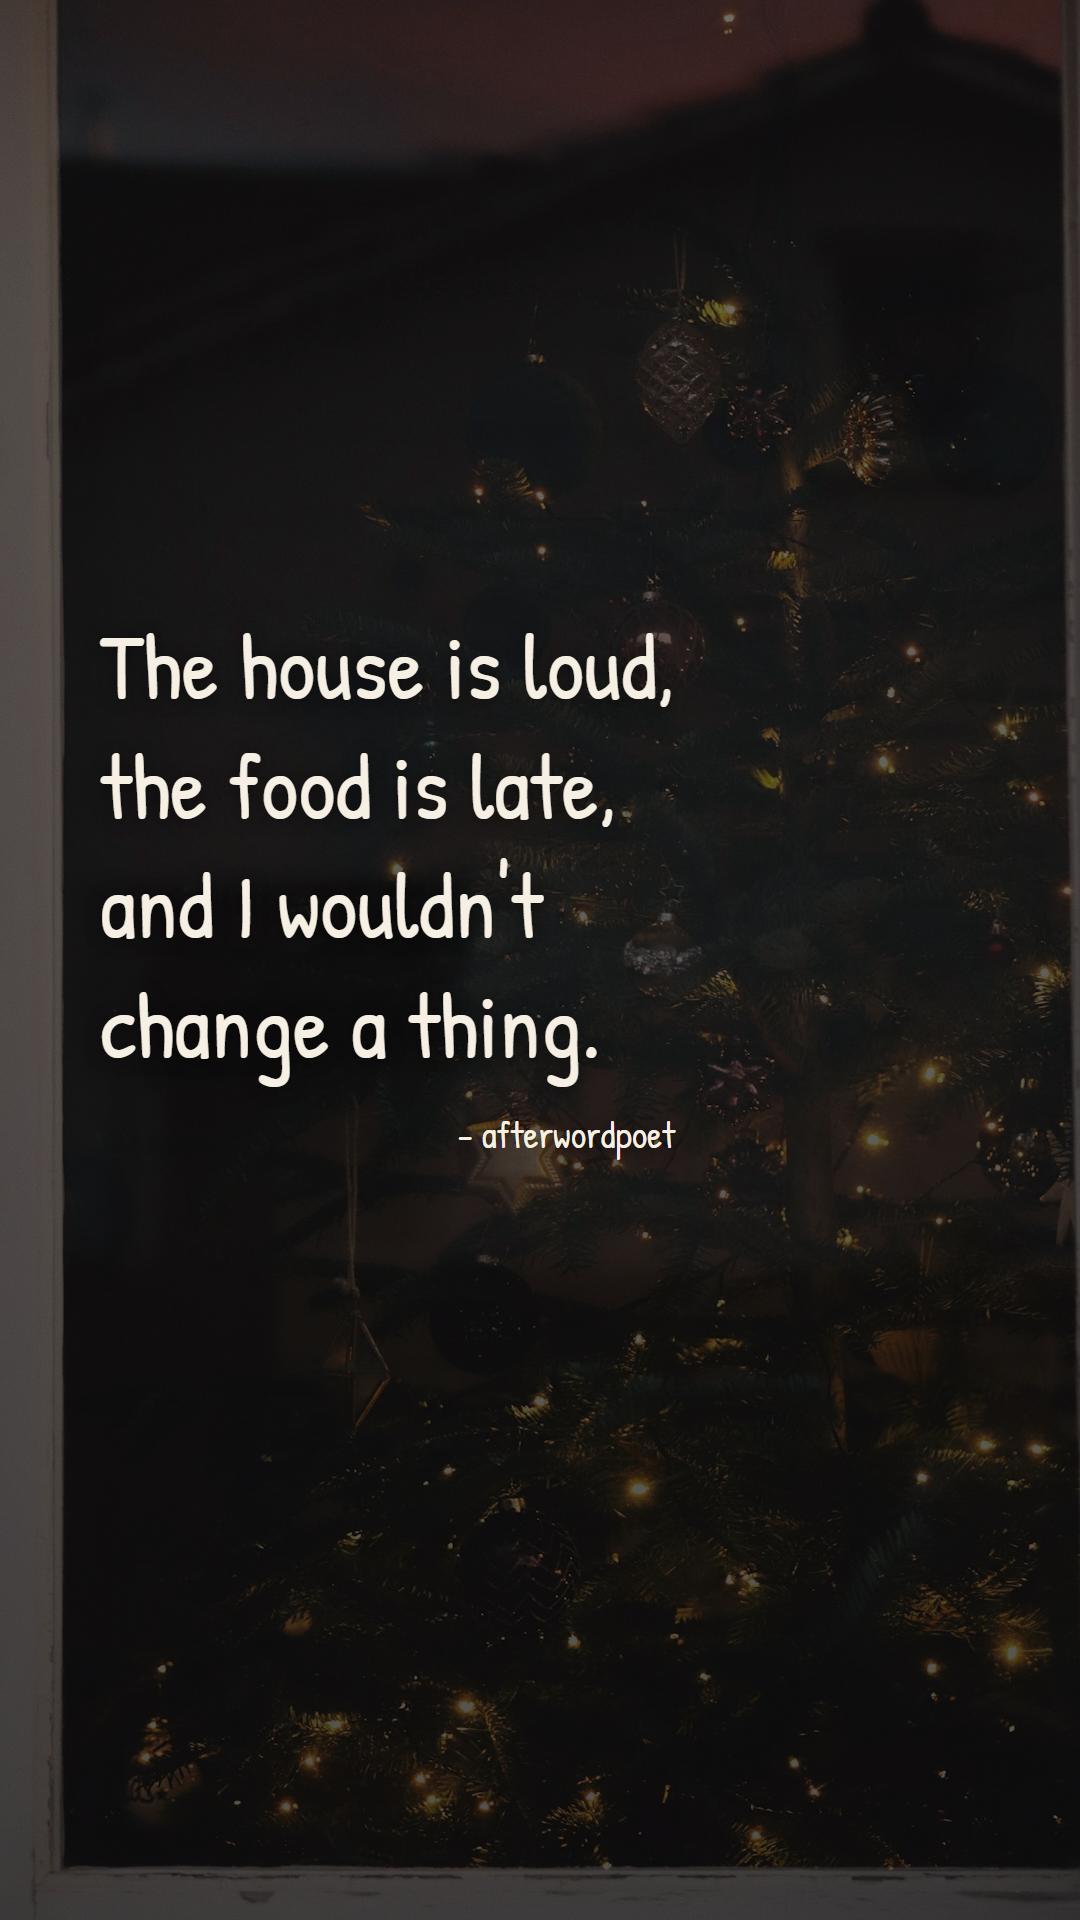 The house is loud,
the food is late,
and I wouldn't
change a thing.
- afterwordpoet